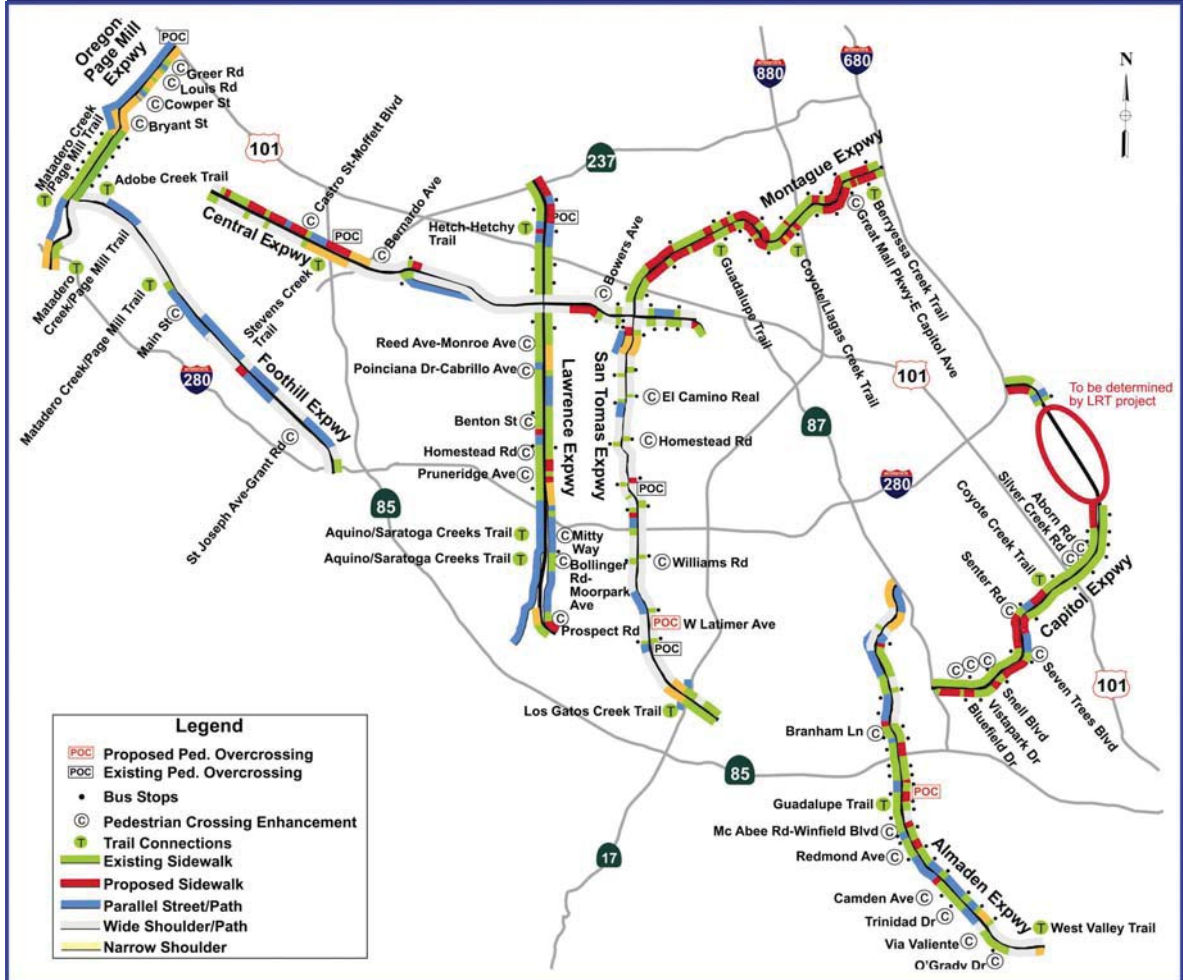 Oregon-
Page Mill
Expwy
POC
Greer Rd
Louis Rd
Cowper St
Bryant St
Matadero Creek
/Page Mill Trail
Adobe Creek Trail
Matadero
Creek/Page Mill Trail
Matadero Creek/Page Mill Trail
Main St
Foothill Expwy
St Joseph Ave-Grant Rd
INTERSTATE
280
101
Castro St-Moffett Blvd
Central Expwy
POC
Bernardo Ave
Stevens Creek
Trail
237
Hetch-Hetchy
Trail
POC
Bowers Ave
Reed Ave-Monroe Ave
Poinciana Dr-Cabrillo Ave
Benton St
Homestead Rd
Pruneridge Ave
Lawrence Expwy
Aquino/Saratoga Creeks Trail
Aquino/Saratoga Creeks Trail
Mitty
Way
Bollinger
Rd-
Moorpark
Ave
Prospect Rd
85
San Tomas Expwy
El Camino Real
Homestead Rd
POC
Williams Rd
POC W Latimer Ave
POC
Los Gatos Creek Trail
INTERSTATE
880
INTERSTATE
680
N
Montague Expwy
Berryessa Creek Trail
Great Mall Pkwy-E Capitol Ave
Coyote/Llagas Creek Trail
Guadalupe Trail
101
87
INTERSTATE
280
To be determined
by LRT project
Aborn Rd
Silver Creek Rd
Coyote Creek Trail
Senter Rd
Capitol Expwy
Seven Trees Blvd
Snell Blvd
Vistapark Dr
Bluefield Dr
101
85
17
Branham Ln
POC
Guadalupe Trail
Mc Abee Rd-Winfield Blvd
Redmond Ave
Almaden Expwy
Camden Ave
Trinidad Dr
Via Valiente
O'Grady Dr
West Valley Trail
Legend
POC Proposed Ped. Overcrossing
POC Existing Ped. Overcrossing
Bus Stops
C Pedestrian Crossing Enhancement
T Trail Connections
Existing Sidewalk
Proposed Sidewalk
Parallel Street/Path
Wide Shoulder/Path
Narrow Shoulder